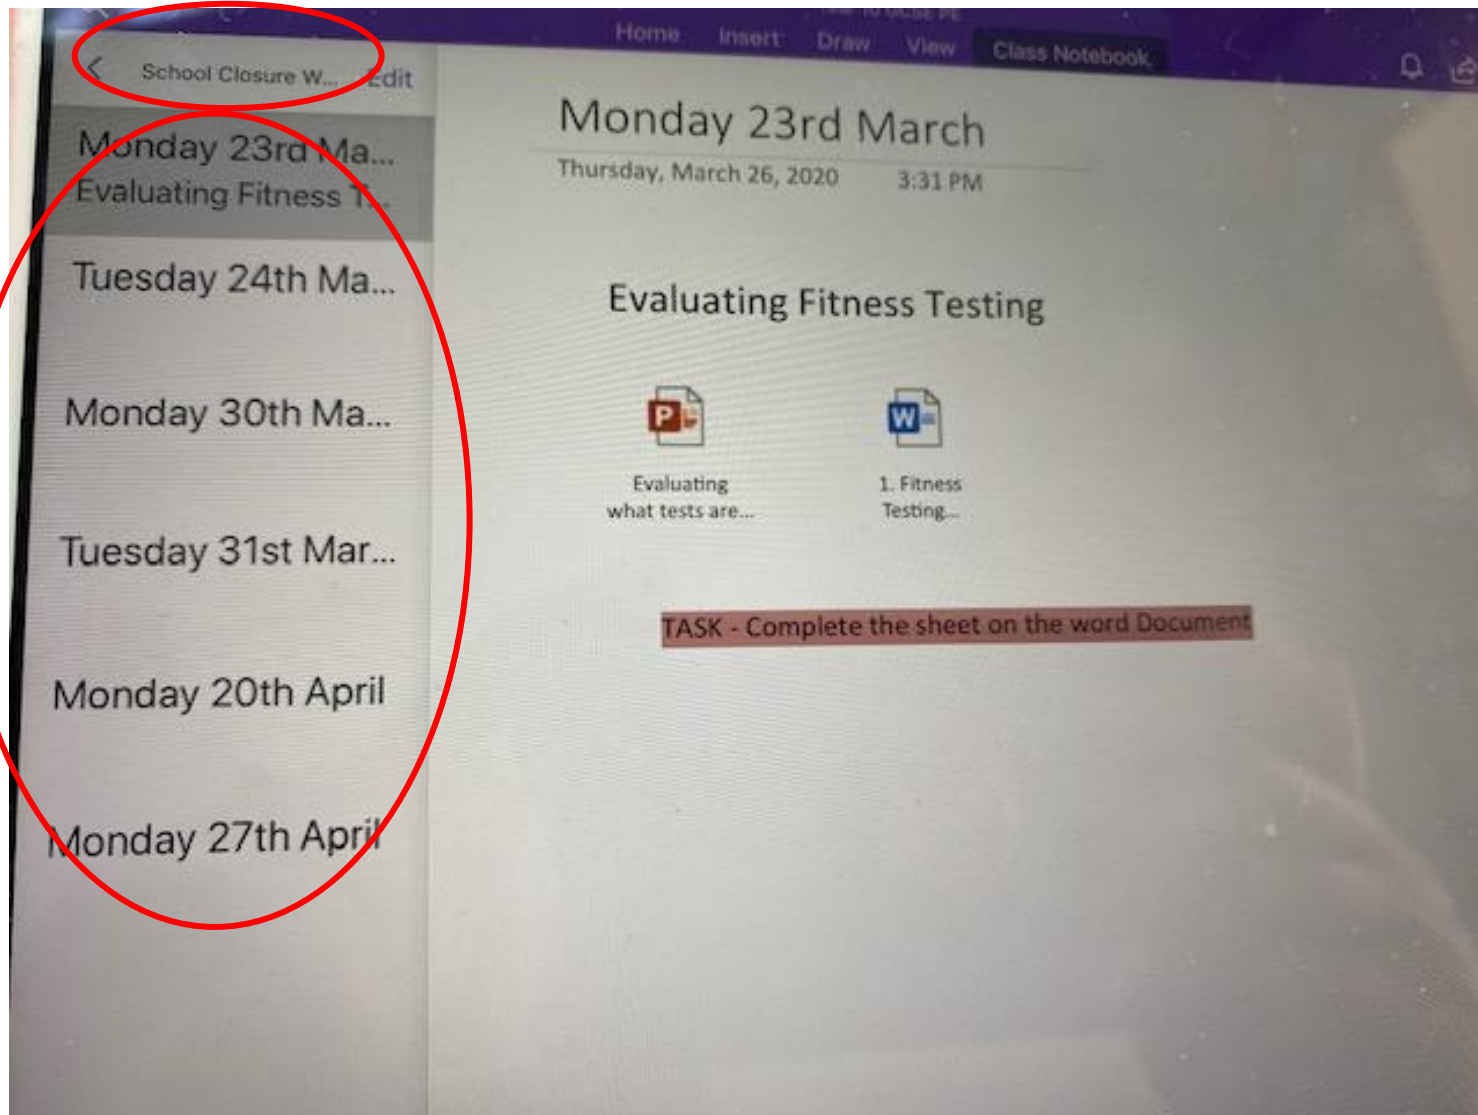 GCSE PE
Home Insert Draw View Class Notebook
School Closure W... Edit
Monday 23rd Ma...
Evaluating Fitness T...
Tuesday 24th Ma...
Monday 30th Ma...
Tuesday 31st Mar...
Monday 20th April
Monday 27th April
Monday 23rd March
Thursday, March 26, 2020 3:31 PM
Evaluating Fitness Testing
P
Evaluating
what tests are...
W
1. Fitness
Testing...
TASK - Complete the sheet on the word Document